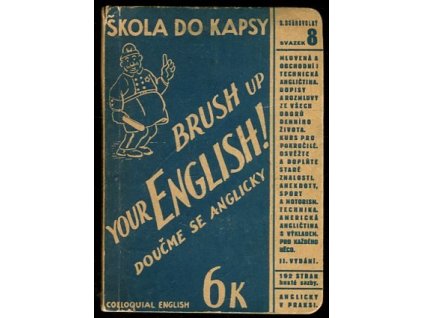 ŠKOLA DO KAPSY
BRUSH UP
YOUR ENGLISH!
DOUČME SE ANGLICKY
6K
COLLOQUIAL ENGLISH
B. DOBROVOLNÝ
SVAZEK 8
MLUVENÁ A
OBCHODNÍ I
TECHNICKÁ
ANGLIČTINA.
DOPISY
A ROZMLUVY
ZE VŠECH
OBORŮ
DENNÍHO
ŽIVOTA.
KURS PRO
POKROČILÉ.
OSVĚŽTE
A DOPLŇTE
STARÉ
ZNALOSTI.
ANEKDOTY,
SPORT
A MOTORISM.
TECHNIKA.
AMERICKÁ
ANGLIČTINA
S VÝKLADEM.
PRO KAŽDÉHO
NĚCO.
II. VYDÁNÍ.
192 STRAN
husté sazby.
ANGLICKY
V PRAXI.